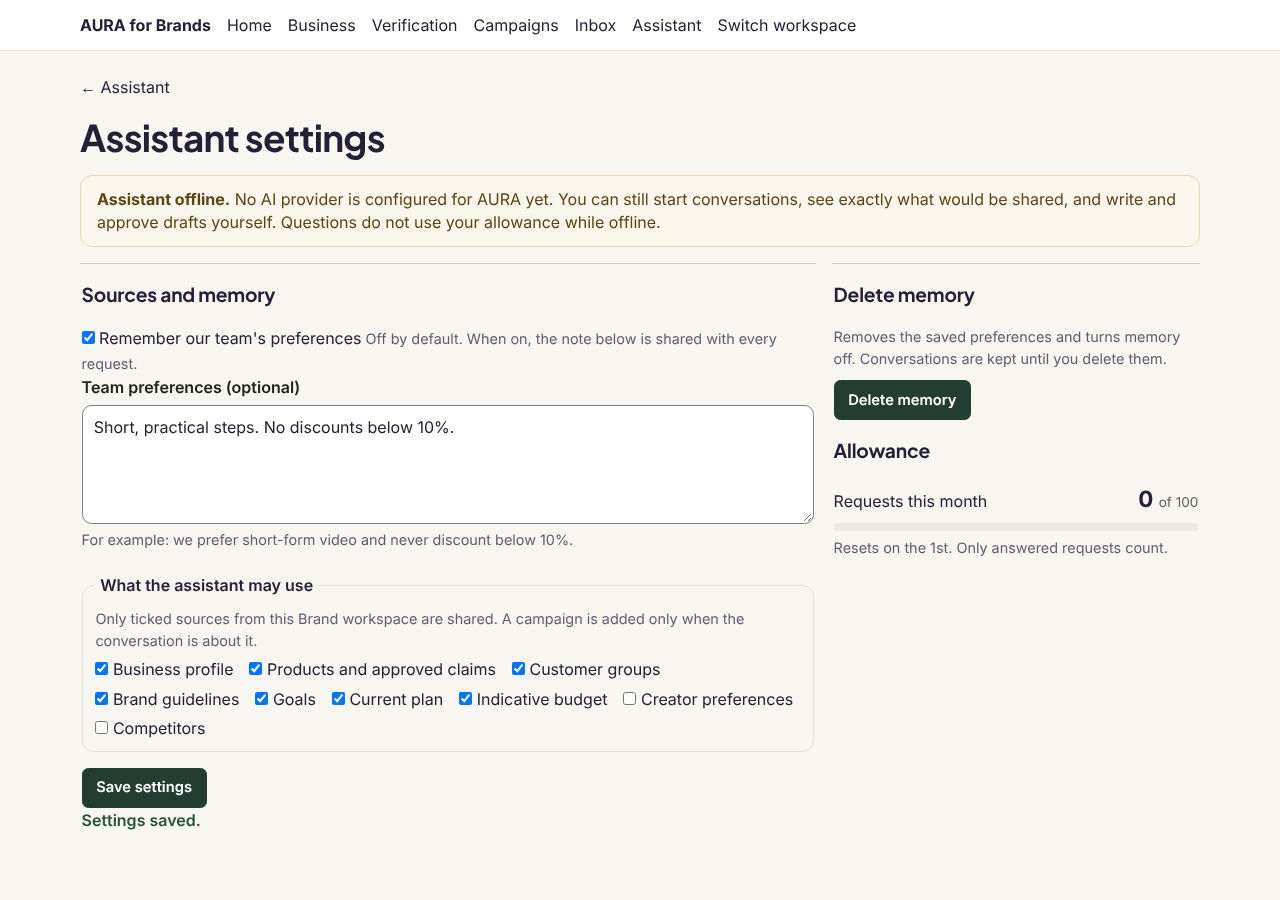 AURA for Brands Home Business Verification Campaigns Inbox Assistant Switch workspace
← Assistant
Assistant settings
Assistant offline. No AI provider is configured for AURA yet. You can still start conversations, see exactly what would be shared, and write and
approve drafts yourself. Questions do not use your allowance while offline.
Sources and memory
Remember our team's preferences Off by default. When on, the note below is shared with every
request.
Team preferences (optional)
Short, practical steps. No discounts below 10%.
For example: we prefer short-form video and never discount below 10%.
What the assistant may use
Only ticked sources from this Brand workspace are shared. A campaign is added only when the
conversation is about it.
Business profile Products and approved claims Customer groups
Brand guidelines Goals Current plan Indicative budget Creator preferences
Competitors
Save settings
Settings saved.
Delete memory
Removes the saved preferences and turns memory
off. Conversations are kept until you delete them.
Delete memory
Allowance
Requests this month 0 of 100
Resets on the 1st. Only answered requests count.